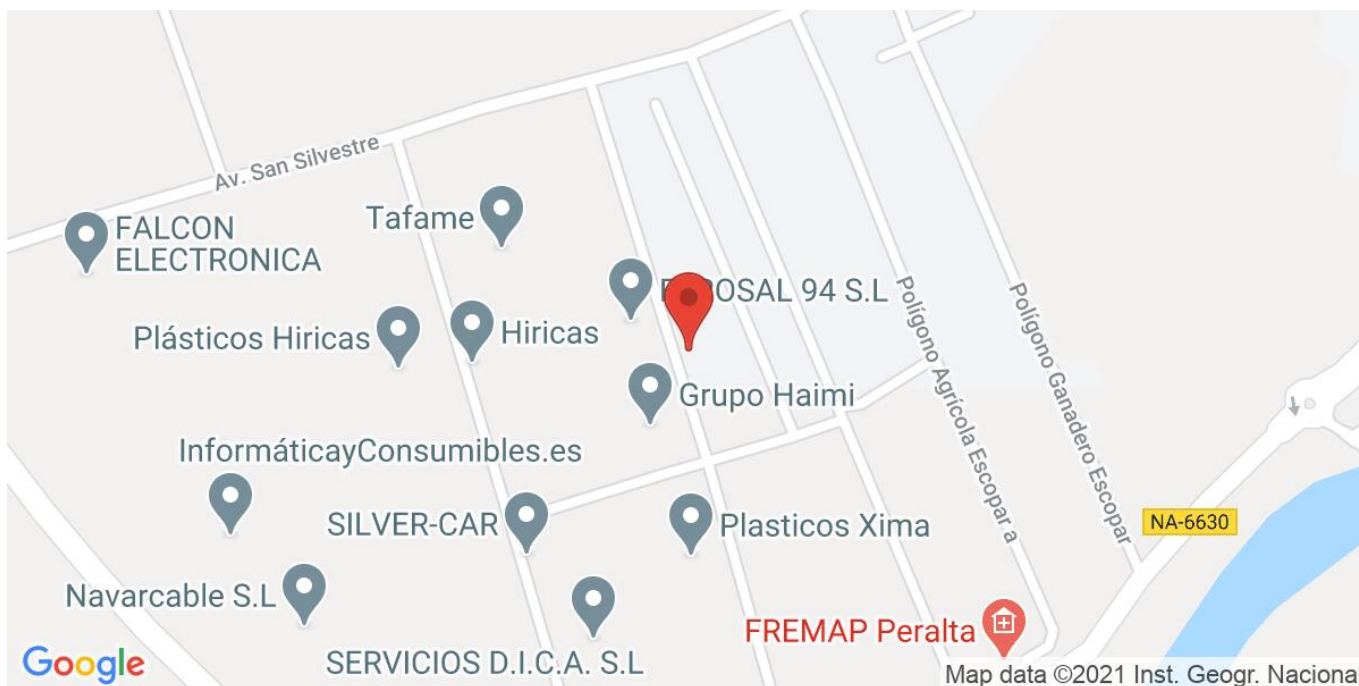 Av. San Silvestre
FALCON
ELECTRONICA
Tafame
94 S.L
Plásticos Hiricas
Hiricas
Grupo Haimi
Polígono Agrícola Escopar a
Polígono Ganadero Escopar
InformáticayConsumibles.es
SILVER-CAR
Plasticos Xima
NA-6630
Navarcable S.L
FREMAP Peralta
SERVICIOS D.I.C.A. S.L
Google
Map data ©2021 Inst. Geogr. Naciona